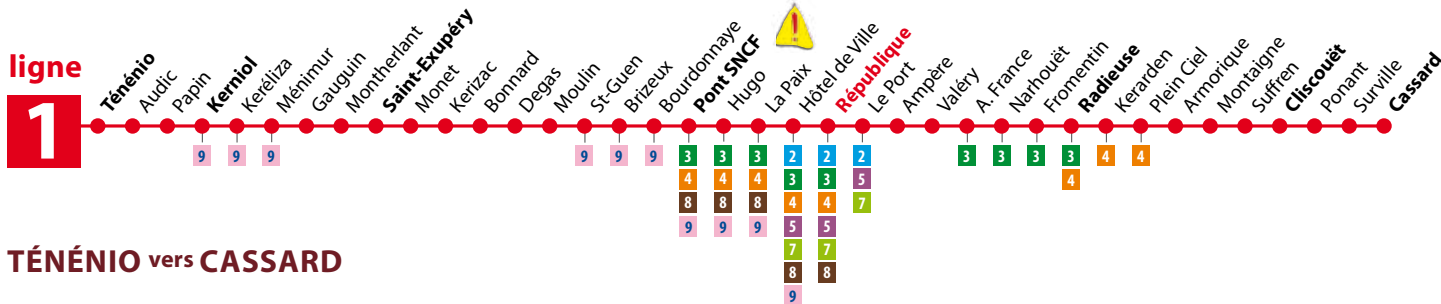 ligne
1
Ténénio
Audic
Papin
Kerniol
Keréliza
Ménimur
Gauguin
Montherlant
Saint-Exupéry
Monet
Kerizac
Bonnard
Degas
Moulin
St-Guen
Brizeux
Bourdonnaye
Pont SNCF
Hugo
La Paix
Hôtel de Ville
République
Le Port
Ampère
Valéry
A. France
Narhouët
Fromentin
Radieuse
Kerarden
Plein Ciel
Armorique
Montaigne
Suffren
Cliscouët
Ponant
Surville
Cassard
9 9 9 9 9 9 3 3 3 2 2 2 3 3 3 3 4 4
4 4 4 3 3 5 4
8 8 8 4 4 7
9 9 9 5 5
7 7
8 8
9
TÉNÉNIO vers CASSARD